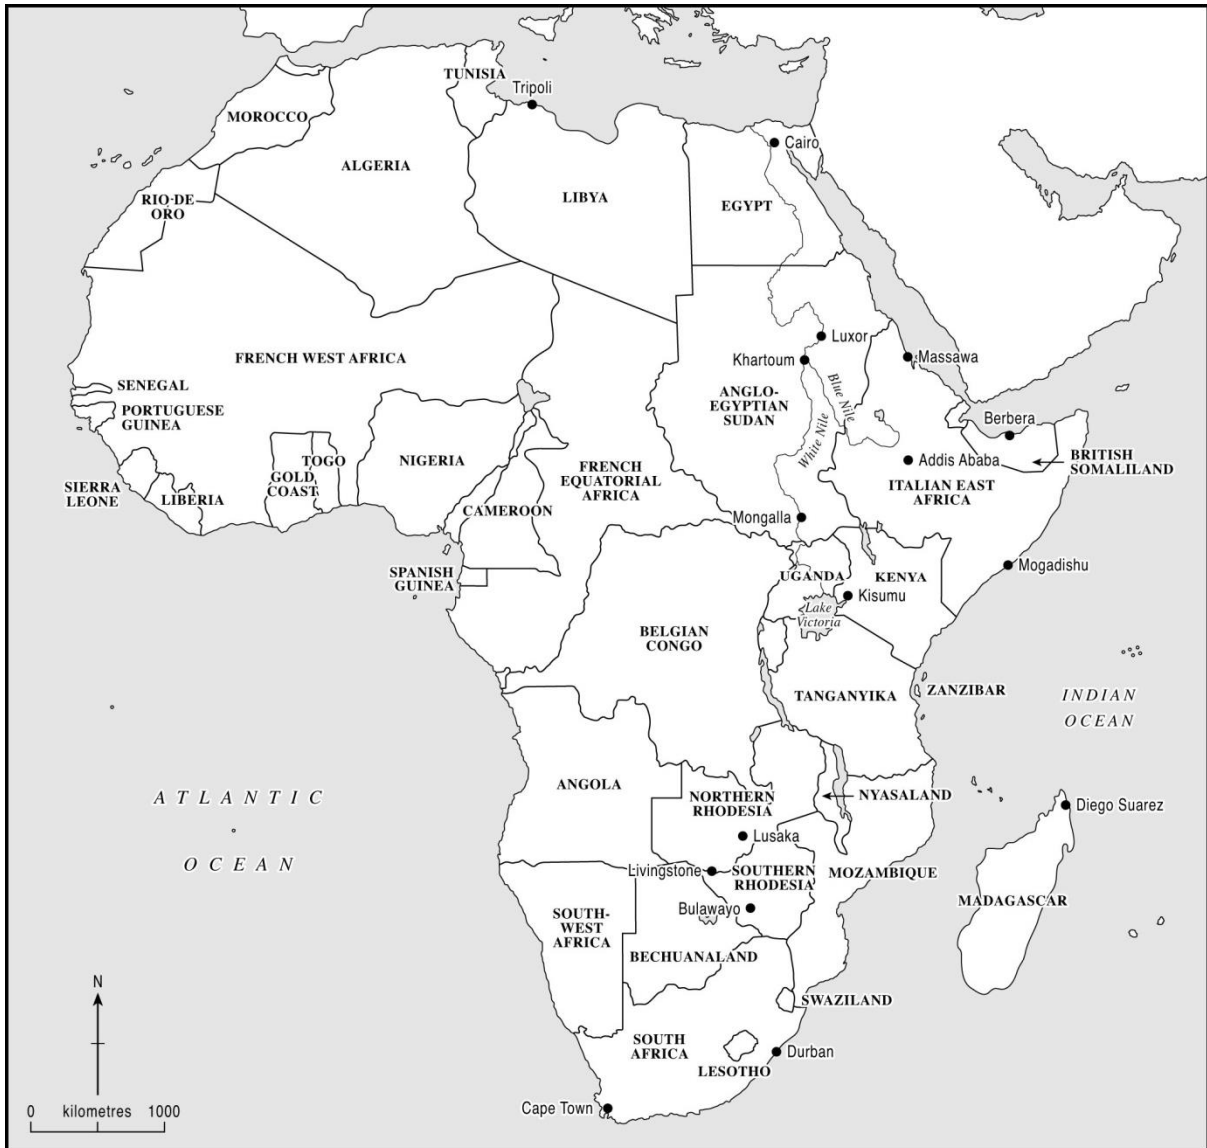 TUNISIA
Tripoli
MOROCCO
Cairo
ALGERIA
LIBYA
EGYPT
RIO DE
ORO
Luxor
FRENCH WEST AFRICA
Khartoum
Massawa
SENEGAL
ANGLO-
EGYPTIAN
SUDAN
Blue Nile
White Nile
PORTUGUESE
GUINEA
Berbera
NIGERIA
TOGO
GOLD
COAST
FRENCH
EQUATORIAL
AFRICA
Addis Ababa
BRITISH
SOMALILAND
SIERRA
LEONE
LIBERIA
ITALIAN EAST
AFRICA
CAMEROON
Mongalla
SPANISH
GUINEA
UGANDA
KENYA
Mogadishu
Kisumu
Lake
Victoria
BELGIAN
CONGO
TANGANYIKA
ZANZIBAR
INDIAN
OCEAN
ANGOLA
NORTHERN
RHODESIA
NYASALAND
Diego Suarez
ATLANTIC
OCEAN
Lusaka
Livingstone
SOUTHERN
RHODESIA
MOZAMBIQUE
MADAGASCAR
Bulawayo
SOUTH-
WEST
AFRICA
BECHUANALAND
SWAZILAND
N
SOUTH
AFRICA
Durban
LESOTHO
Cape Town
0 kilometres 1000